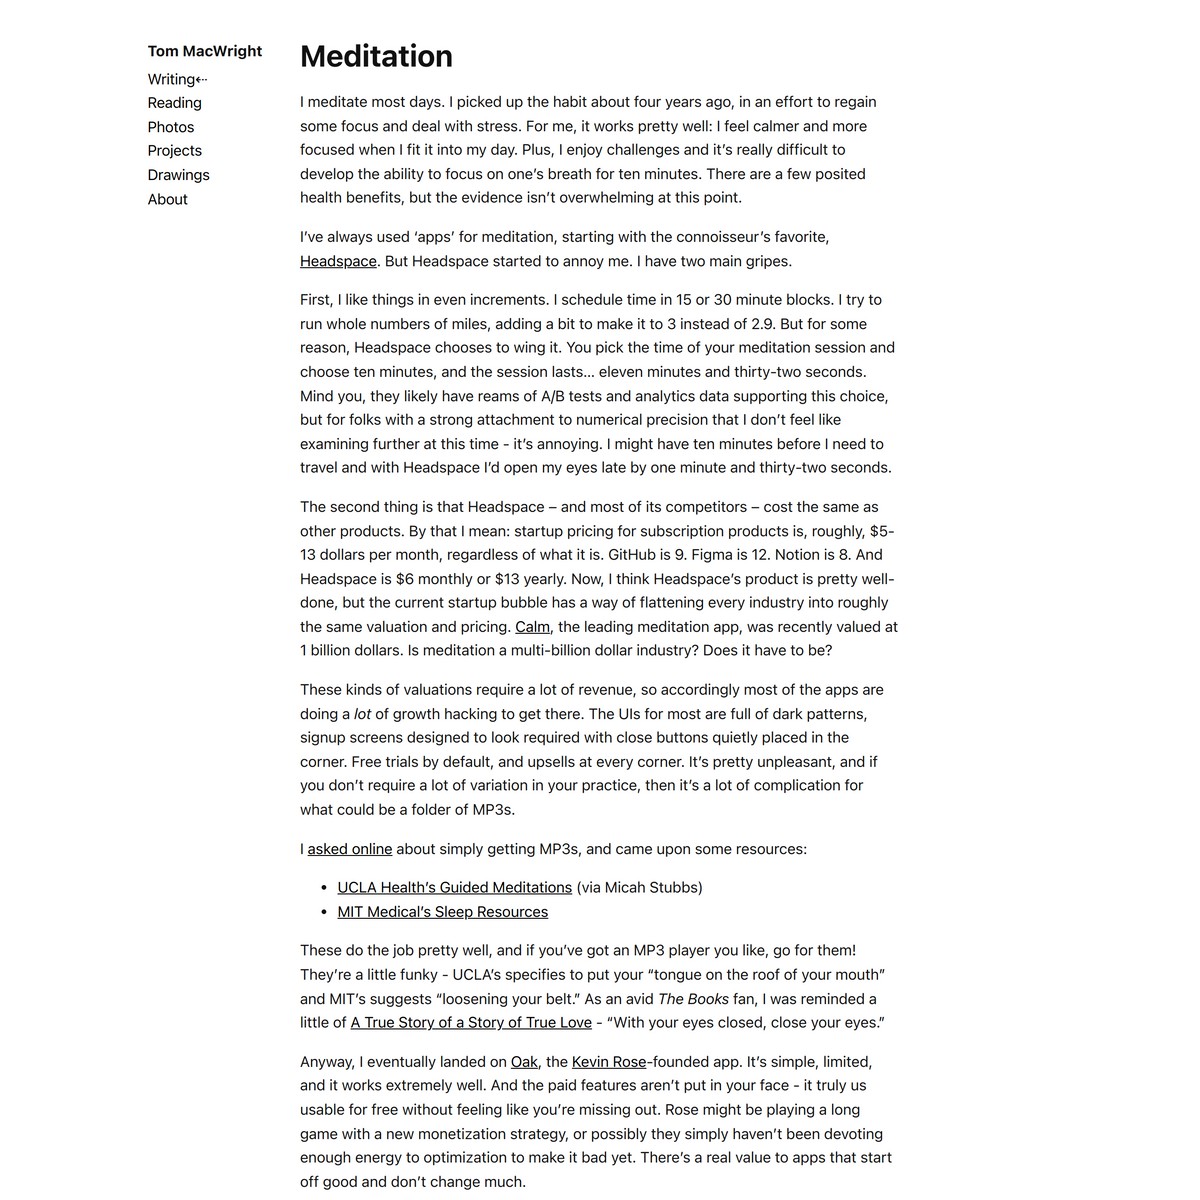 Tom MacWright
Writing⇠
Reading
Photos
Projects
Drawings
About
Meditation
I meditate most days. I picked up the habit about four years ago, in an effort to regain
some focus and deal with stress. For me, it works pretty well: I feel calmer and more
focused when I fit it into my day. Plus, I enjoy challenges and it’s really difficult to
develop the ability to focus on one’s breath for ten minutes. There are a few posited
health benefits, but the evidence isn’t overwhelming at this point.
I’ve always used ‘apps’ for meditation, starting with the connoisseur’s favorite,
Headspace. But Headspace started to annoy me. I have two main gripes.
First, I like things in even increments. I schedule time in 15 or 30 minute blocks. I try to
run whole numbers of miles, adding a bit to make it to 3 instead of 2.9. But for some
reason, Headspace chooses to wing it. You pick the time of your meditation session and
choose ten minutes, and the session lasts… eleven minutes and thirty-two seconds.
Mind you, they likely have reams of A/B tests and analytics data supporting this choice,
but for folks with a strong attachment to numerical precision that I don’t feel like
examining further at this time - it’s annoying. I might have ten minutes before I need to
travel and with Headspace I’d open my eyes late by one minute and thirty-two seconds.
The second thing is that Headspace – and most of its competitors – cost the same as
other products. By that I mean: startup pricing for subscription products is, roughly, $5-
13 dollars per month, regardless of what it is. GitHub is 9. Figma is 12. Notion is 8. And
Headspace is $6 monthly or $13 yearly. Now, I think Headspace’s product is pretty well-
done, but the current startup bubble has a way of flattening every industry into roughly
the same valuation and pricing. Calm, the leading meditation app, was recently valued at
1 billion dollars. Is meditation a multi-billion dollar industry? Does it have to be?
These kinds of valuations require a lot of revenue, so accordingly most of the apps are
doing a lot of growth hacking to get there. The UIs for most are full of dark patterns,
signup screens designed to look required with close buttons quietly placed in the
corner. Free trials by default, and upsells at every corner. It’s pretty unpleasant, and if
you don’t require a lot of variation in your practice, then it’s a lot of complication for
what could be a folder of MP3s.
I asked online about simply getting MP3s, and came upon some resources:
• UCLA Health’s Guided Meditations (via Micah Stubbs)
• MIT Medical’s Sleep Resources
These do the job pretty well, and if you’ve got an MP3 player you like, go for them!
They’re a little funky - UCLA’s specifies to put your “tongue on the roof of your mouth”
and MIT’s suggests “loosening your belt.” As an avid The Books fan, I was reminded a
little of A True Story of a Story of True Love - “With your eyes closed, close your eyes.”
Anyway, I eventually landed on Oak, the Kevin Rose-founded app. It’s simple, limited,
and it works extremely well. And the paid features aren’t put in your face - it truly us
usable for free without feeling like you’re missing out. Rose might be playing a long
game with a new monetization strategy, or possibly they simply haven’t been devoting
enough energy to optimization to make it bad yet. There’s a real value to apps that start
off good and don’t change much.